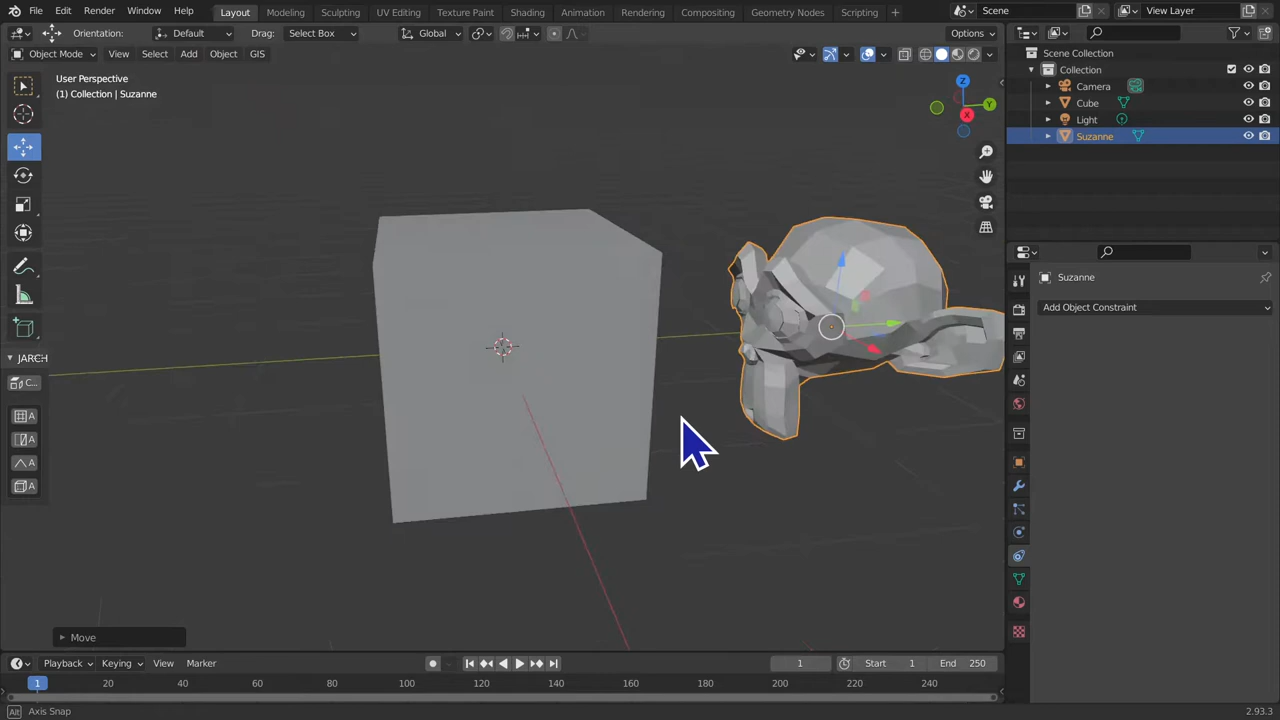 File Edit Render Window Help Layout Modeling Sculpting UV Editing Texture Paint Shading Animation Rendering Compositing Geometry Nodes Scripting + Scene View Layer
Orientation: Default Drag: Select Box Global Options
Object Mode View Select Add Object GIS
User Perspective
(1) Collection | Suzanne
Z
Y
X
JARCH
C...
A
A
A
A
Move
Scene Collection
Collection
Camera
Cube
Light
Suzanne
Suzanne
Add Object Constraint
Playback Keying View Marker 1 Start 1 End 250
1 20 40 60 80 100 120 140 160 180 200 220 240
Alt Axis Snap 2.93.3